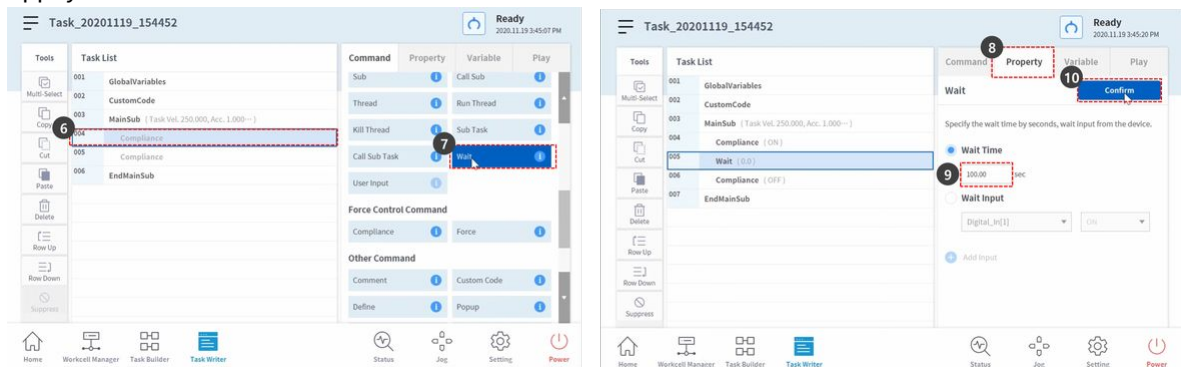 Task_20201119_154452
Ready
2020.11.19 3:45:07 PM
Tools
Task List
Command Property Variable Play
Multi-Select
Copy
Cut
Paste
Delete
Row Up
Row Down
Suppress
001 GlobalVariables
002 CustomCode
003 MainSub (Task Vel. 250.000, Acc. 1.000···)
6
004 Compliance
005 Compliance
006 EndMainSub
Sub Call Sub
Thread Run Thread
Kill Thread Sub Task
7
Call Sub Task Wait
User Input
Force Control Command
Compliance Force
Other Command
Comment Custom Code
Define Popup
Home Workcell Manager Task Builder Task Writer Status Jog Setting Power
Task_20201119_154452
Ready
2020.11.19 3:45:20 PM
8
Tools
Task List
Command Property Variable Play
Multi-Select
Copy
Cut
Paste
Delete
Row Up
Row Down
Suppress
001 GlobalVariables
002 CustomCode
003 MainSub (Task Vel. 250.000, Acc. 1.000···)
004 Compliance (ON)
005 Wait (0.0)
006 Compliance (OFF)
007 EndMainSub
10
Wait Confirm
Specify the wait time by seconds, wait input from the device.
Wait Time
9
100.00 sec
Wait Input
Digital_In[1] ON
Add Input
Home Workcell Manager Task Builder Task Writer Status Jog Setting Power